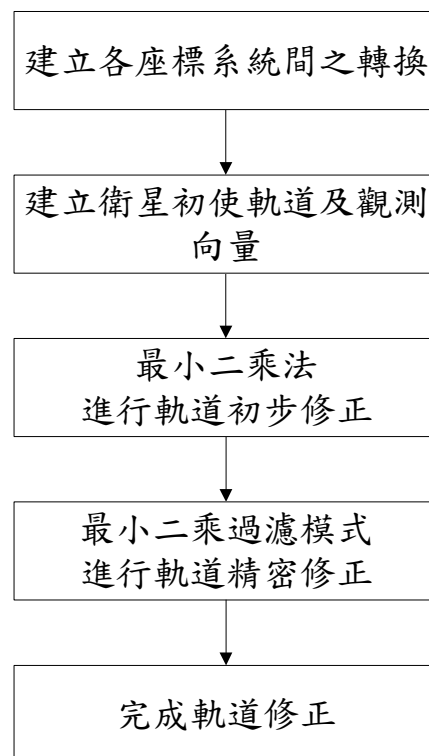 建立各座標系統間之轉換
建立衛星初使軌道及觀測
向量
最小二乘法
進行軌道初步修正
最小二乘過濾模式
進行軌道精密修正
完成軌道修正